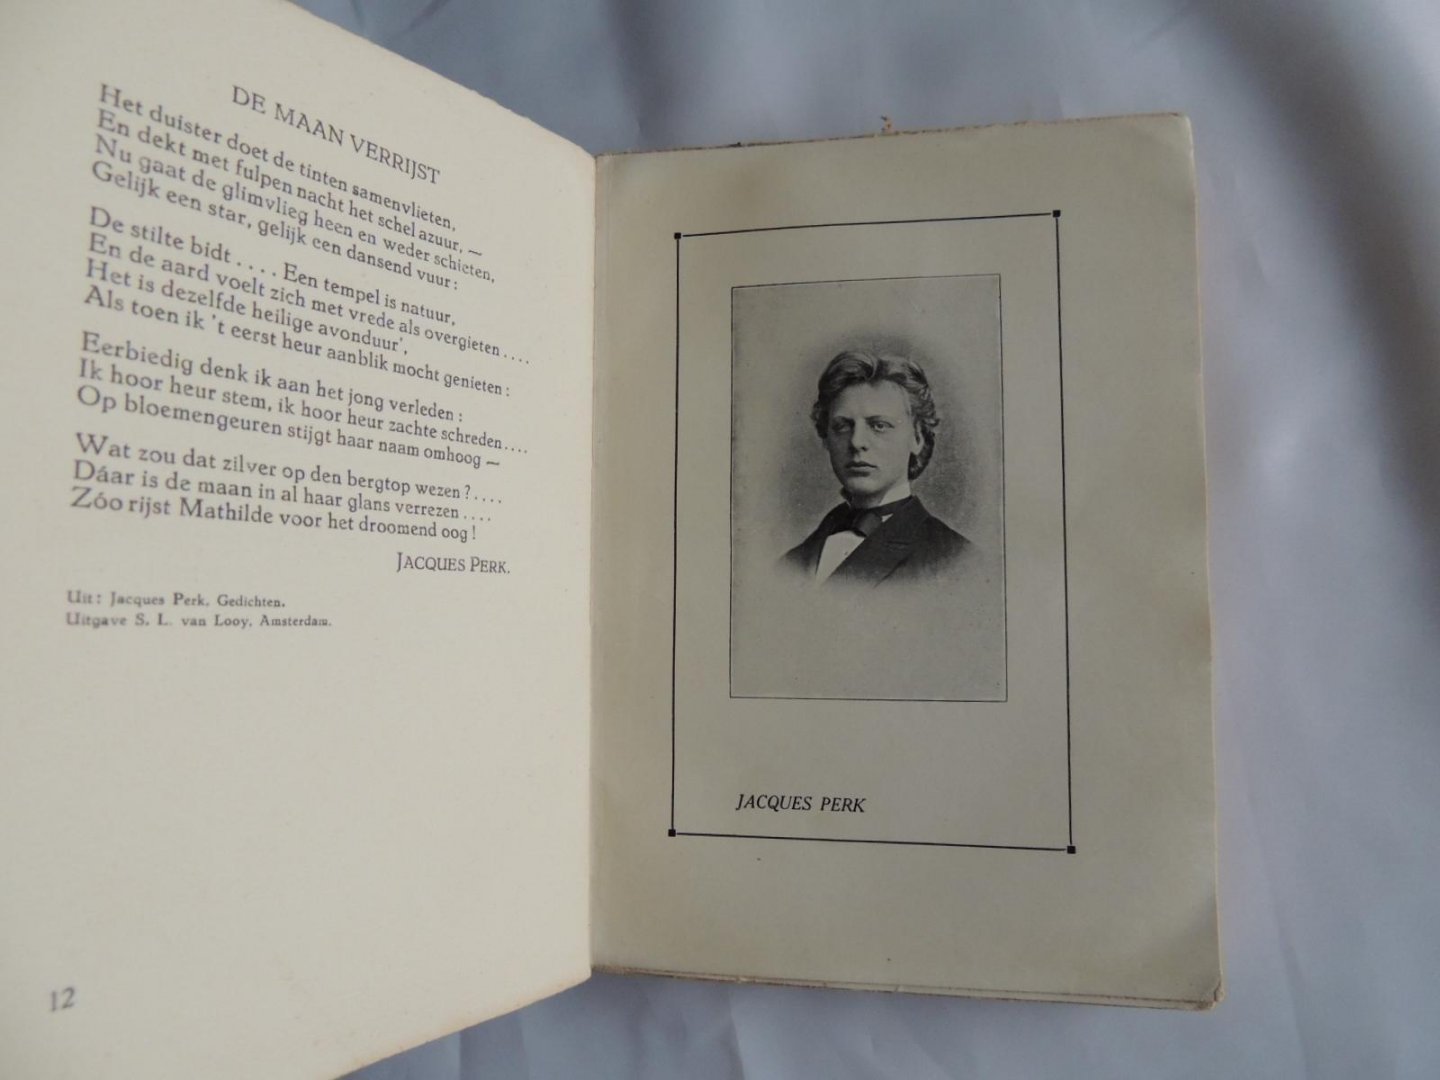 DE MAAN VERRIJST
Het duister doet de tinten samenvlieten,
En dekt met fulpen nacht het schel azuur, —
Nu gaat de glimvlieg heen en weder schieten,
Gelijk een star, gelijk een dansend vuur:
De stilte bidt . . . . Een tempel is natuur,
En de aard voelt zich met vrede als overgieten . . . .
Het is dezelfde heilige avonduur',
Als toen ik 't eerst heur aanblik mocht genieten:
Eerbiedig denk ik aan het jong verleden:
Ik hoor heur stem, ik hoor heur zachte schreden . . . .
Op bloemengeuren stijgt haar naam omhoog —
Wat zou dat zilver op den bergtop wezen? . . . .
Dáar is de maan in al haar glans verrezen . . . .
Zóo rijst Mathilde voor het droomend oog!
JACQUES PERK.
Uit: Jacques Perk, Gedichten.
Uitgave S. L. van Looy, Amsterdam.
12
JACQUES PERK